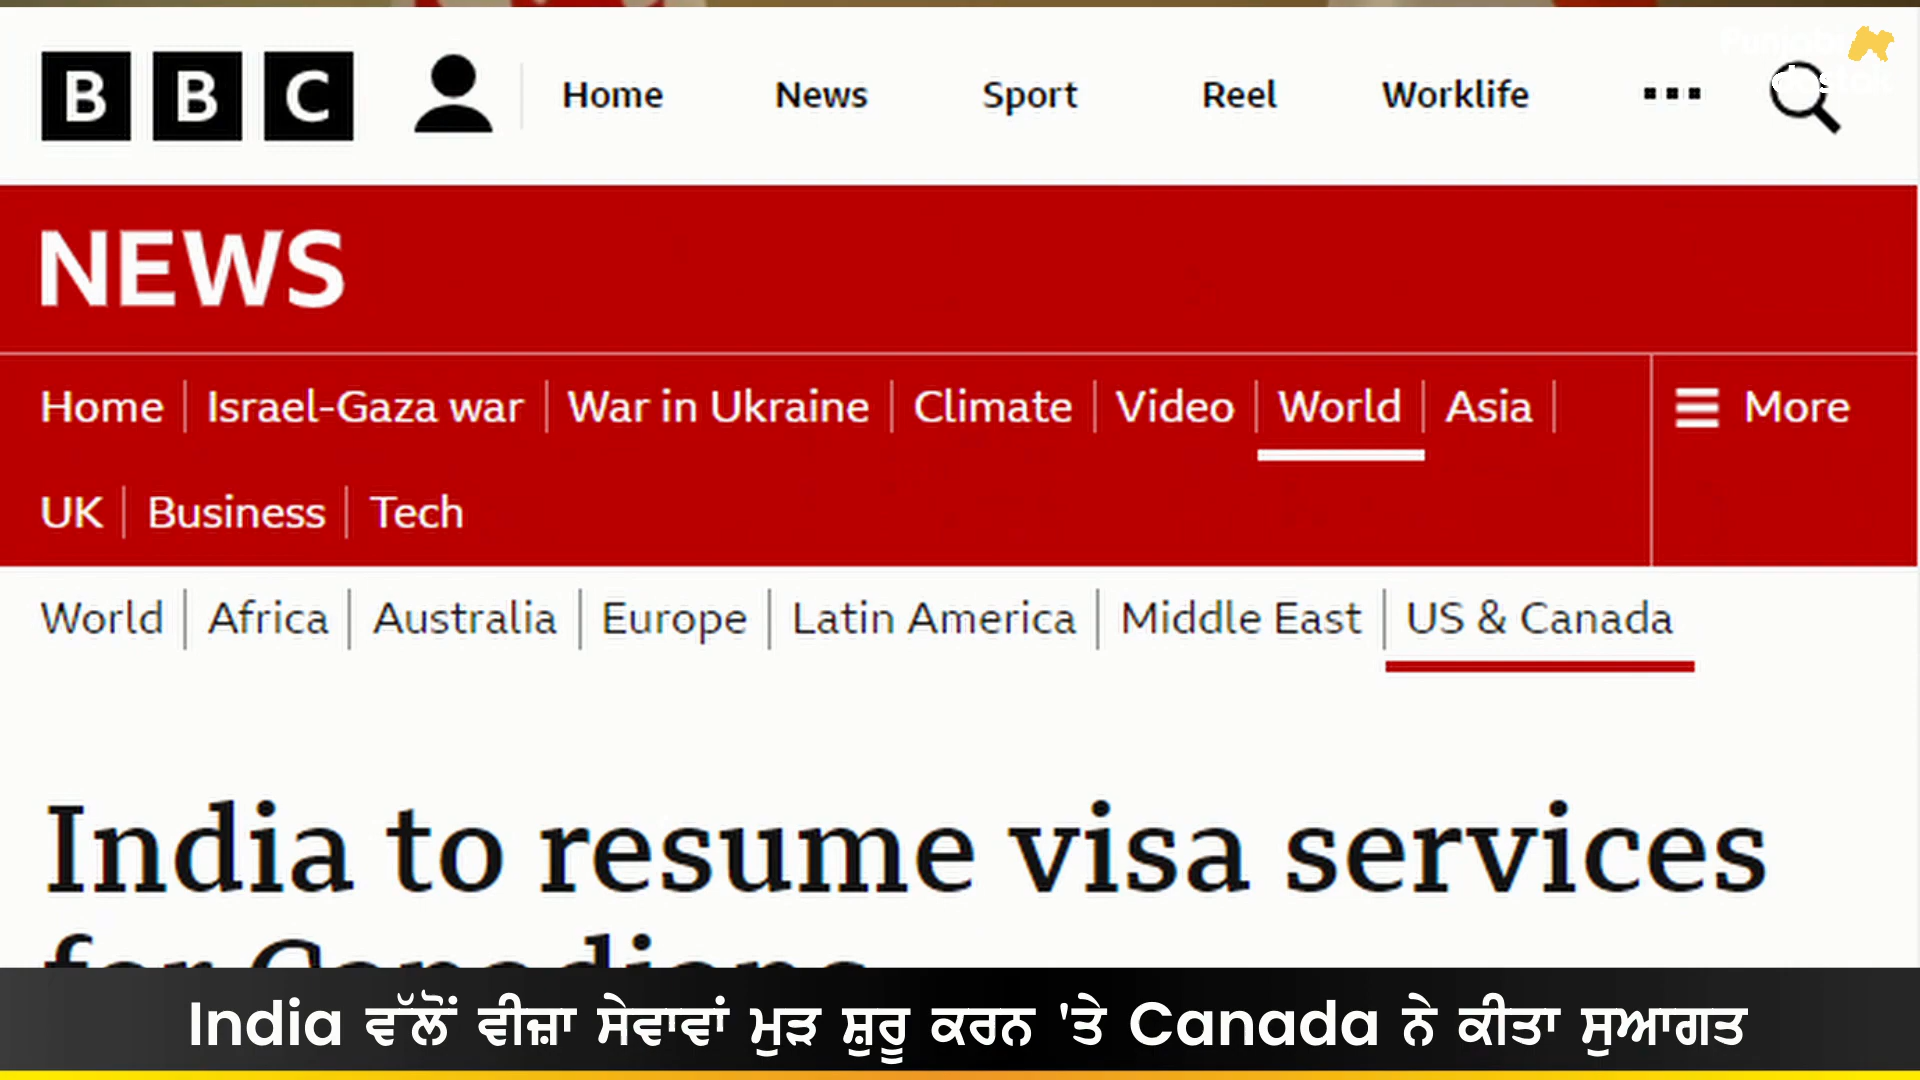 BBC Home News Sport Reel Worklife
NEWS
Home Israel-Gaza war War in Ukraine Climate Video World Asia More
UK Business Tech
World Africa Australia Europe Latin America Middle East US & Canada
India to resume visa services
for Canadians
India ਵੱਲੋਂ ਵੀਜ਼ਾ ਸੇਵਾਵਾਂ ਮੁੜ ਸ਼ੁਰੂ ਕਰਨ 'ਤੇ Canada ਨੇ ਕੀਤਾ ਸੁਆਗਤ